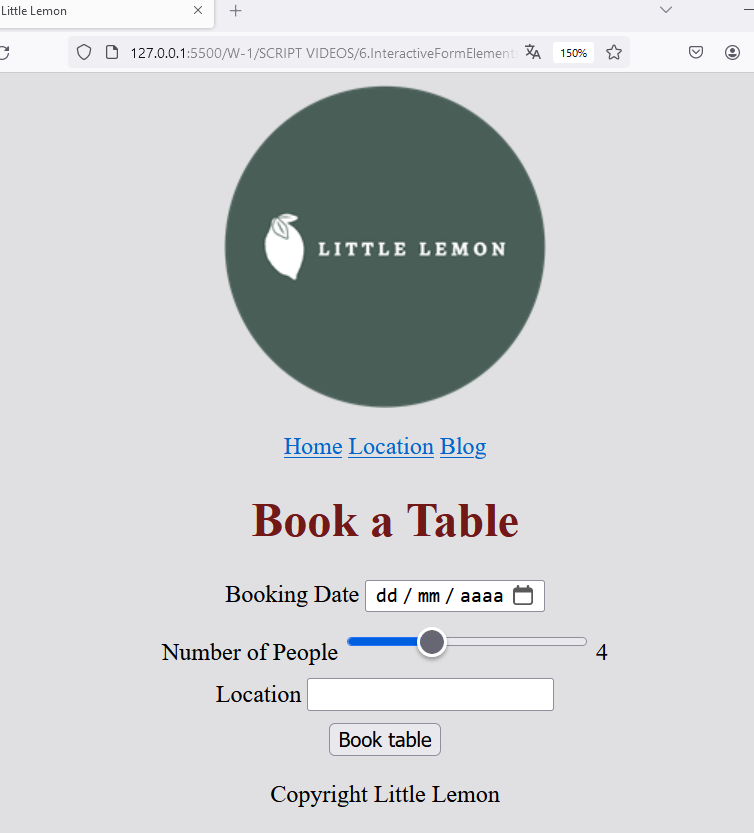 Little Lemon
127.0.0.1:5500/W-1/SCRIPT VIDEOS/6.InteractiveFormElement
150%
LITTLE LEMON
Home Location Blog
Book a Table
Booking Date dd / mm / aaaa
Number of People 4
Location
Book table
Copyright Little Lemon